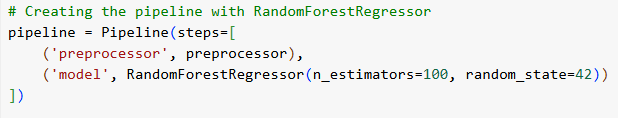 # Creating the pipeline with RandomForestRegressor
pipeline = Pipeline(steps=[
    ('preprocessor', preprocessor),
    ('model', RandomForestRegressor(n_estimators=100, random_state=42))
])